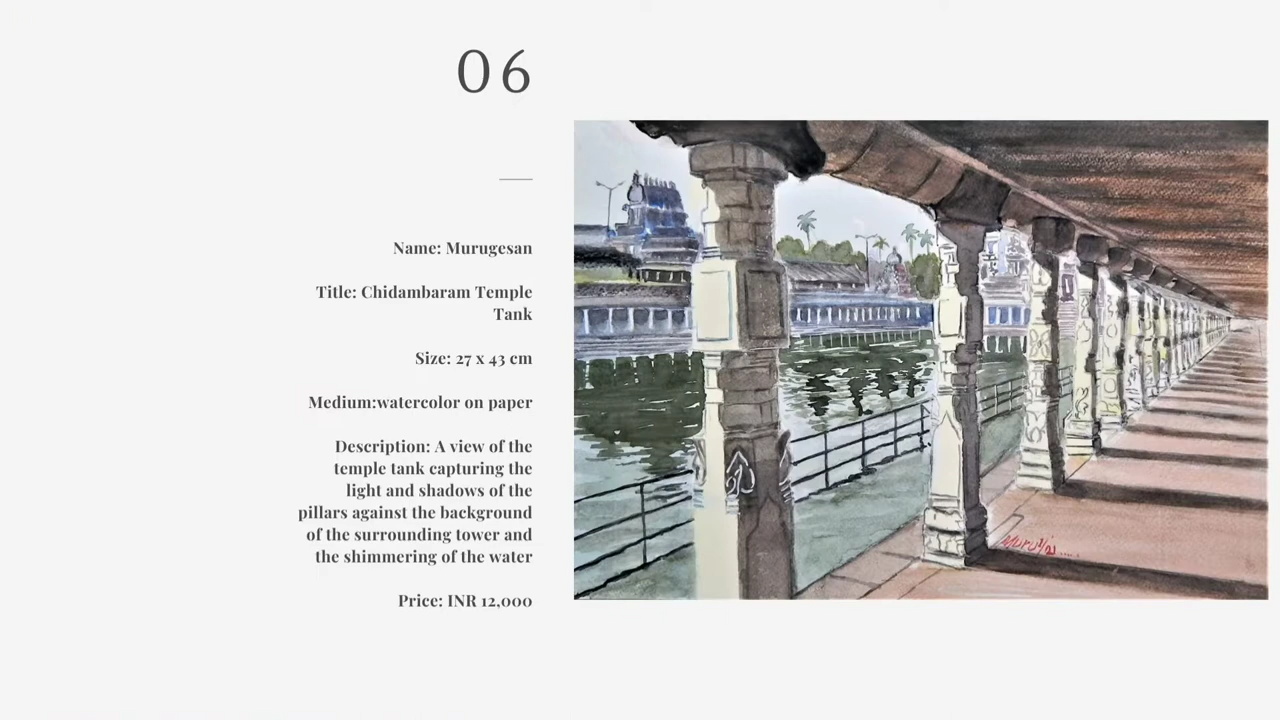 06
Name: Murugesan
Title: Chidambaram Temple
Tank
Size: 27 x 43 cm
Medium:watercolor on paper
Description: A view of the
temple tank capturing the
light and shadows of the
pillars against the background
of the surrounding tower and
the shimmering of the water
Price: INR 12,000